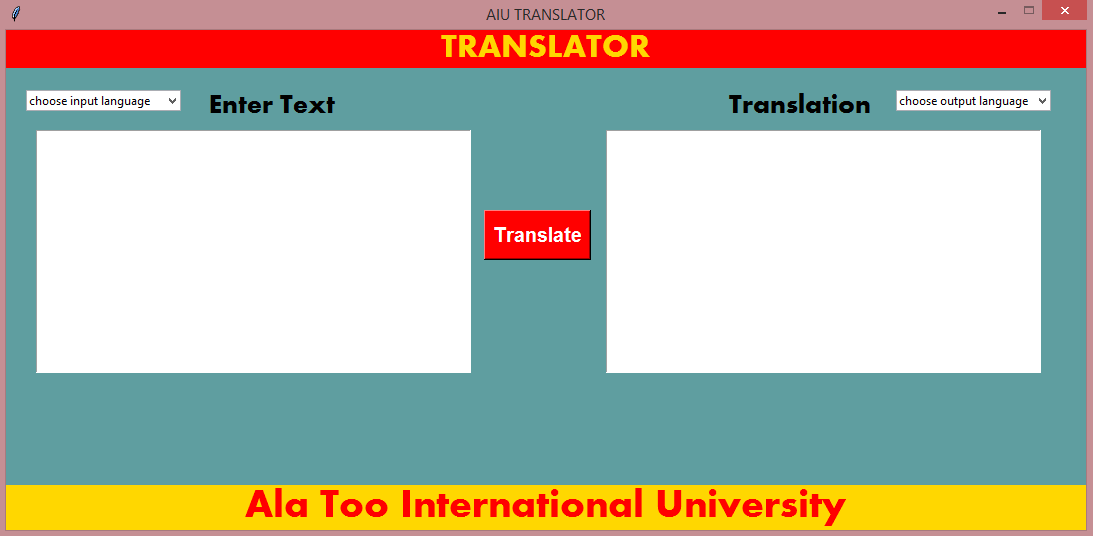 AIU TRANSLATOR
TRANSLATOR
choose input language
Enter Text
Translation
choose output language
Translate
Ala Too International University